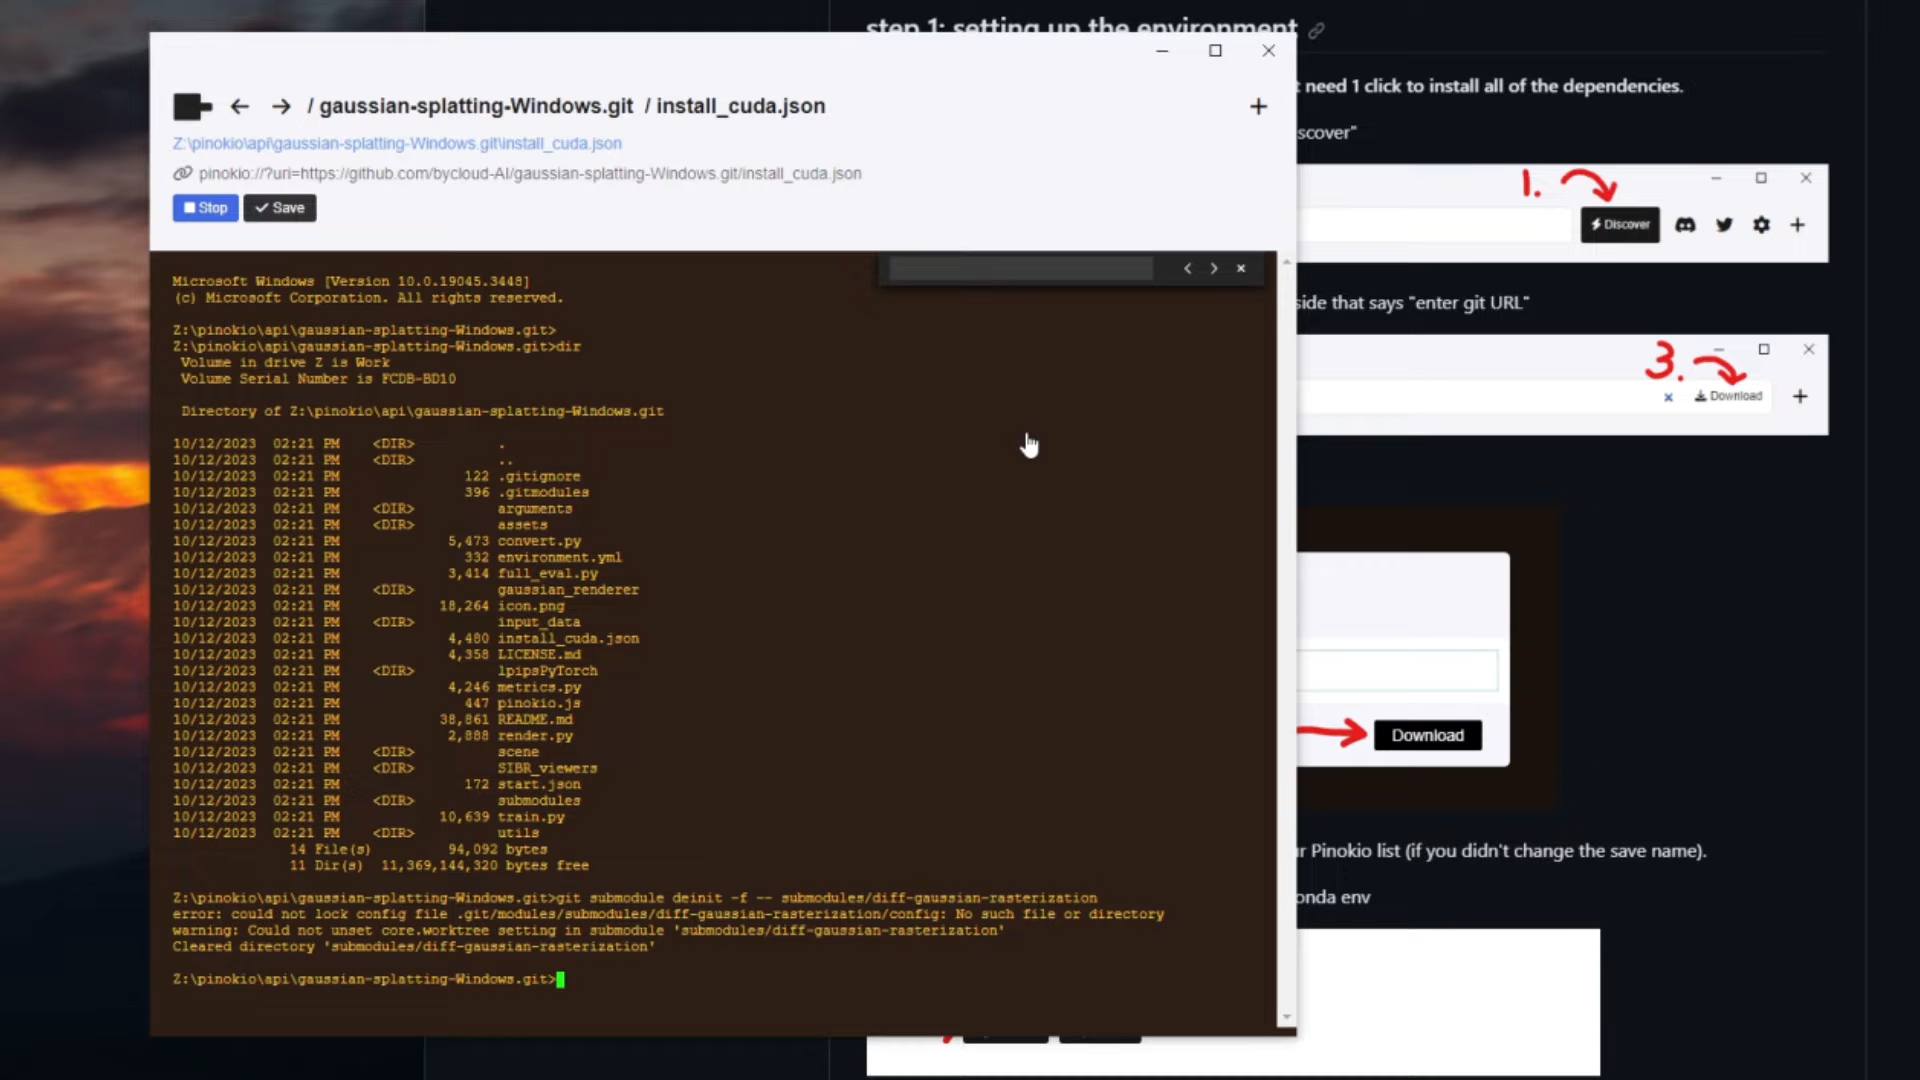 step 1: setting up the environment
/ gaussian-splatting-Windows.git / install_cuda.json
Z:\pinokio\api\gaussian-splatting-Windows.git\install_cuda.json
pinokio://?uri=https://github.com/bycloud-AI/gaussian-splatting-Windows.git/install_cuda.json
Stop Save
Microsoft Windows [Version 10.0.19045.3448]
(c) Microsoft Corporation. All rights reserved.
Z:\pinokio\api\gaussian-splatting-Windows.git>
Z:\pinokio\api\gaussian-splatting-Windows.git>dir
Volume in drive Z is Work
Volume Serial Number is FCDB-BD10
Directory of Z:\pinokio\api\gaussian-splatting-Windows.git
10/12/2023 02:21 PM <DIR> .
10/12/2023 02:21 PM <DIR> ..
10/12/2023 02:21 PM 122 .gitignore
10/12/2023 02:21 PM 396 .gitmodules
10/12/2023 02:21 PM <DIR> arguments
10/12/2023 02:21 PM <DIR> assets
10/12/2023 02:21 PM 5,473 convert.py
10/12/2023 02:21 PM 332 environment.yml
10/12/2023 02:21 PM 3,414 full_eval.py
10/12/2023 02:21 PM <DIR> gaussian_renderer
10/12/2023 02:21 PM 18,264 icon.png
10/12/2023 02:21 PM <DIR> input_data
10/12/2023 02:21 PM 4,480 install_cuda.json
10/12/2023 02:21 PM 4,358 LICENSE.md
10/12/2023 02:21 PM <DIR> lpipsPyTorch
10/12/2023 02:21 PM 4,246 metrics.py
10/12/2023 02:21 PM 447 pinokio.js
10/12/2023 02:21 PM 38,861 README.md
10/12/2023 02:21 PM 2,888 render.py
10/12/2023 02:21 PM <DIR> scene
10/12/2023 02:21 PM <DIR> SIBR_viewers
10/12/2023 02:21 PM 172 start.json
10/12/2023 02:21 PM <DIR> submodules
10/12/2023 02:21 PM 10,639 train.py
10/12/2023 02:21 PM <DIR> utils
14 File(s) 94,092 bytes
11 Dir(s) 11,369,144,320 bytes free
Z:\pinokio\api\gaussian-splatting-Windows.git>git submodule deinit -f -- submodules/diff-gaussian-rasterization
error: could not lock config file .git/modules/submodules/diff-gaussian-rasterization/config: No such file or directory
warning: Could not unset core.worktree setting in submodule 'submodules/diff-gaussian-rasterization'
Cleared directory 'submodules/diff-gaussian-rasterization'
Z:\pinokio\api\gaussian-splatting-Windows.git>
need 1 click to install all of the dependencies.
scover"
1.
Discover
side that says "enter git URL"
3.
Download
Download
r Pinokio list (if you didn't change the save name).
onda env